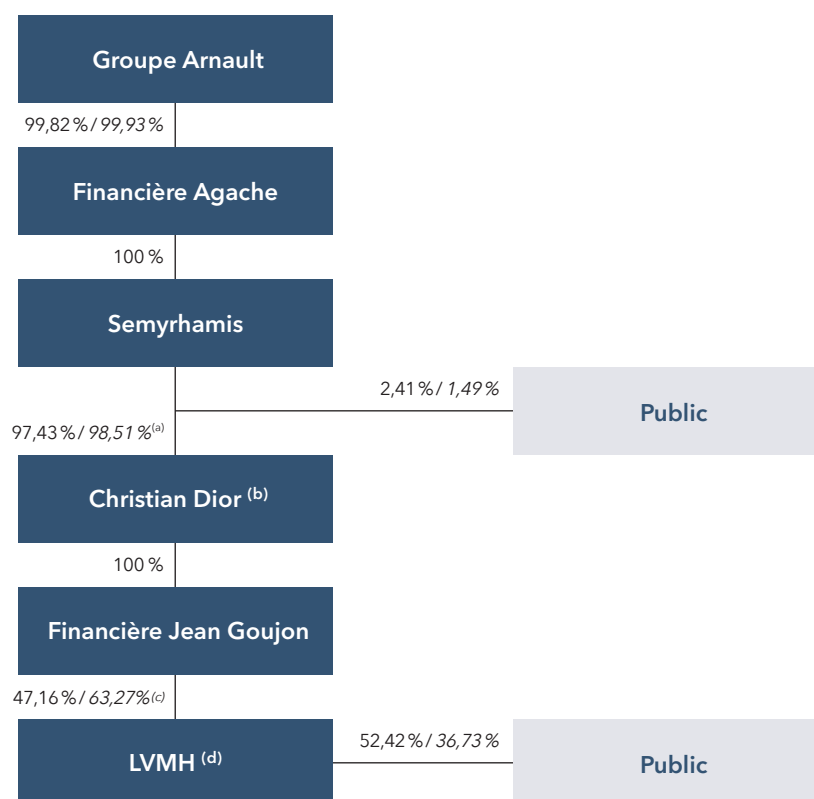 Groupe Arnault
99,82 % / 99,93 %
Financière Agache
100 %
Semyrhamis
2,41 % / 1,49 %
Public
97,43 % / 98,51 % (a)
Christian Dior (b)
100 %
Financière Jean Goujon
47,16 % / 63,27% (c)
52,42 % / 36,73 %
LVMH (d)
Public